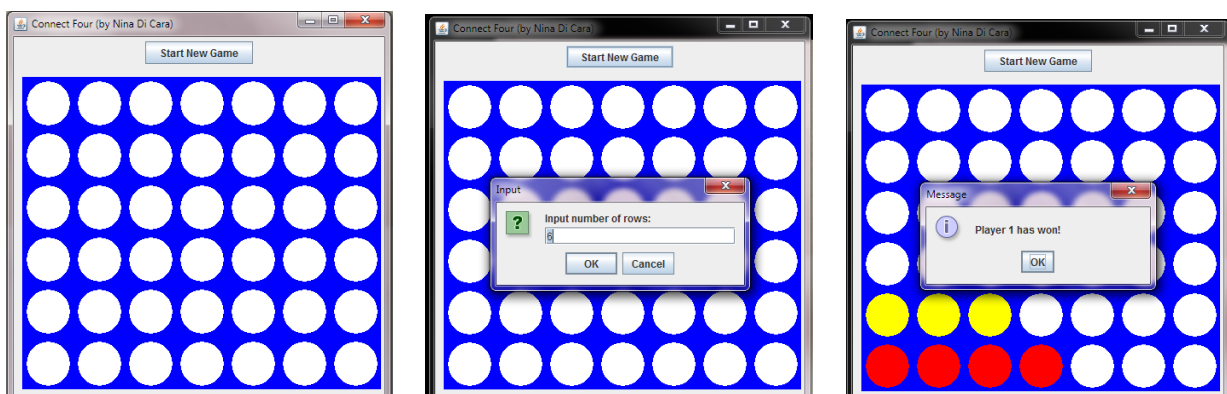 Connect Four (by Nina Di Cara)
Start New Game
Connect Four (by Nina Di Cara)
Start New Game
Input
Input number of rows:
6
OK Cancel
Connect Four (by Nina Di Cara)
Start New Game
Message
Player 1 has won!
OK